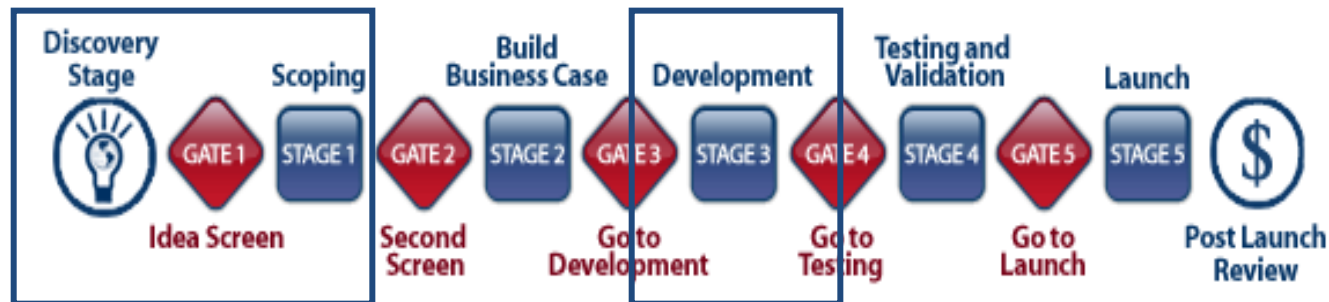 Discovery
Stage
Scoping
Build
Business Case
Development
Testing and
Validation
Launch
GATE 1
STAGE 1
GATE 2
STAGE 2
GATE 3
STAGE 3
GATE 4
STAGE 4
GATE 5
STAGE 5
$
Idea Screen
Second
Screen
Go to
Development
Go to
Testing
Go to
Launch
Post Launch
Review